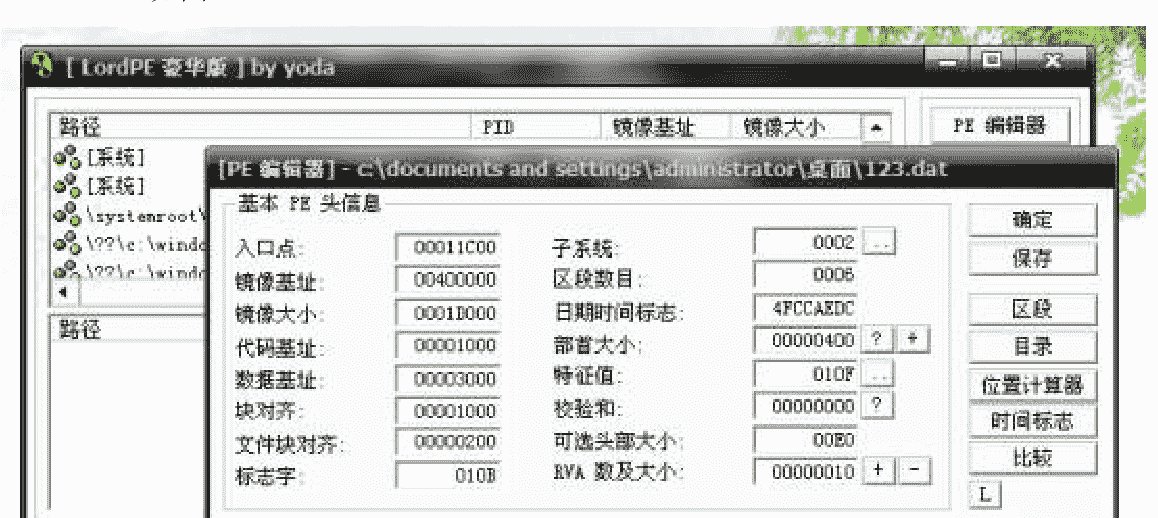 [ LordPE 豪华版 ] by yoda
路径 PID 镜像基址 镜像大小 PE 编辑器
[系统]
[系统]
\systemroot\
\??\c:\windo
\??\c:\windo
路径
[PE 编辑器] - c:\documents and settings\administrator\桌面\123.dat
基本 PE 头信息
入口点: 00011C00 子系统: 0002 .. 确定
镜像基址: 00400000 区段数目: 0006 保存
镜像大小: 0001D000 日期时间标志: 4FCCAEDC 区段
代码基址: 00001000 部首大小: 00000400 ? + 目录
数据基址: 00003000 特征值: 010F .. 位置计算器
块对齐: 00001000 校验和: 00000000 ? 时间标志
文件块对齐: 00000200 可选头部大小: 00E0 比较
标志字: 010B RVA 数及大小: 00000010 + - L